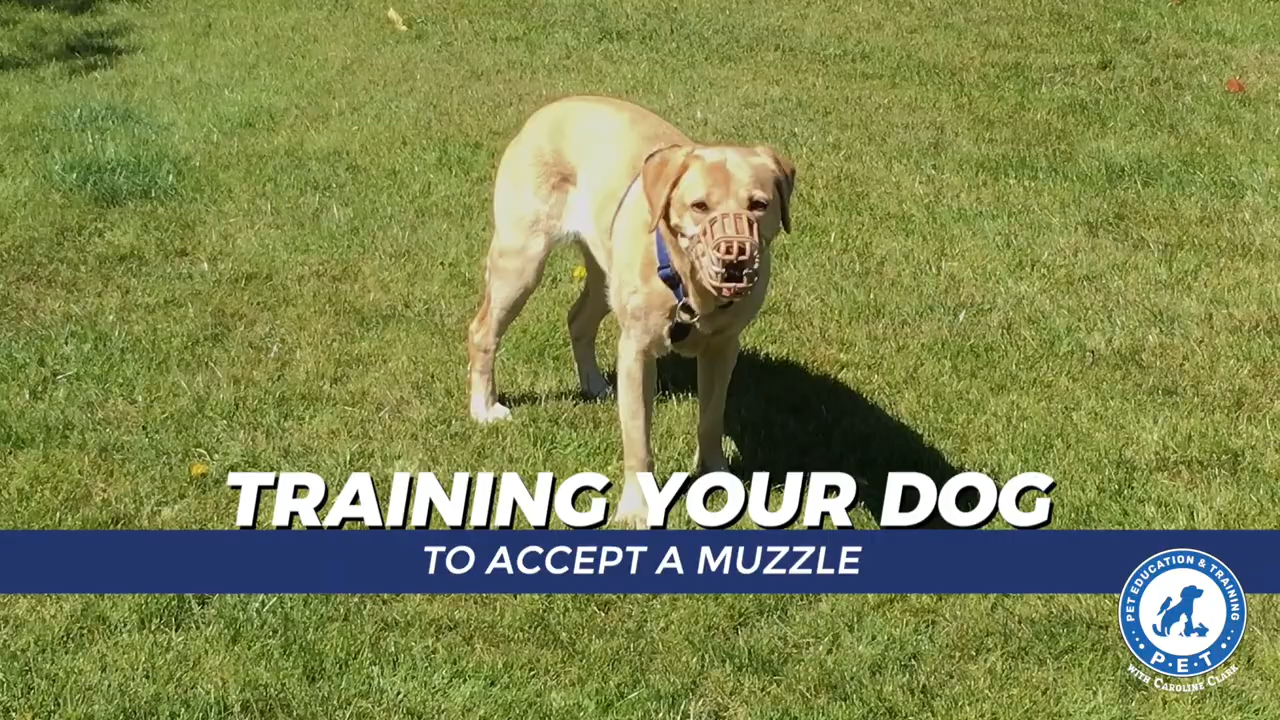 TRAINING YOUR DOG
TO ACCEPT A MUZZLE
PET EDUCATION & TRAINING
P·E·T
WITH CAROLINE CLARK